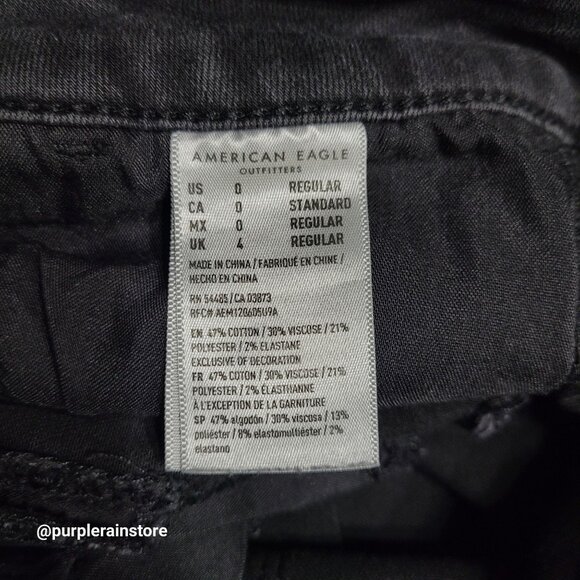 AMERICAN EAGLE
OUTFITTERS
US 0 REGULAR
CA 0 STANDARD
MX 0 REGULAR
UK 4 REGULAR
MADE IN CHINA / FABRIQUÉ EN CHINE /
HECHO EN CHINA
RN 54485 / CA 03873
RFC# AEM120605U9A
EN 47% COTTON / 30% VISCOSE / 21%
POLYESTER / 2% ELASTANE
EXCLUSIVE OF DECORATION
FR 47% COTON / 30% VISCOSE / 21%
POLYESTER / 2% ÉLASTHANNE
À L'EXCEPTION DE LA GARNITURE
SP 47% algodón / 30% viscosa / 13%
poliéster / 8% elastomultiéster / 2%
elastano
@purplerainstore